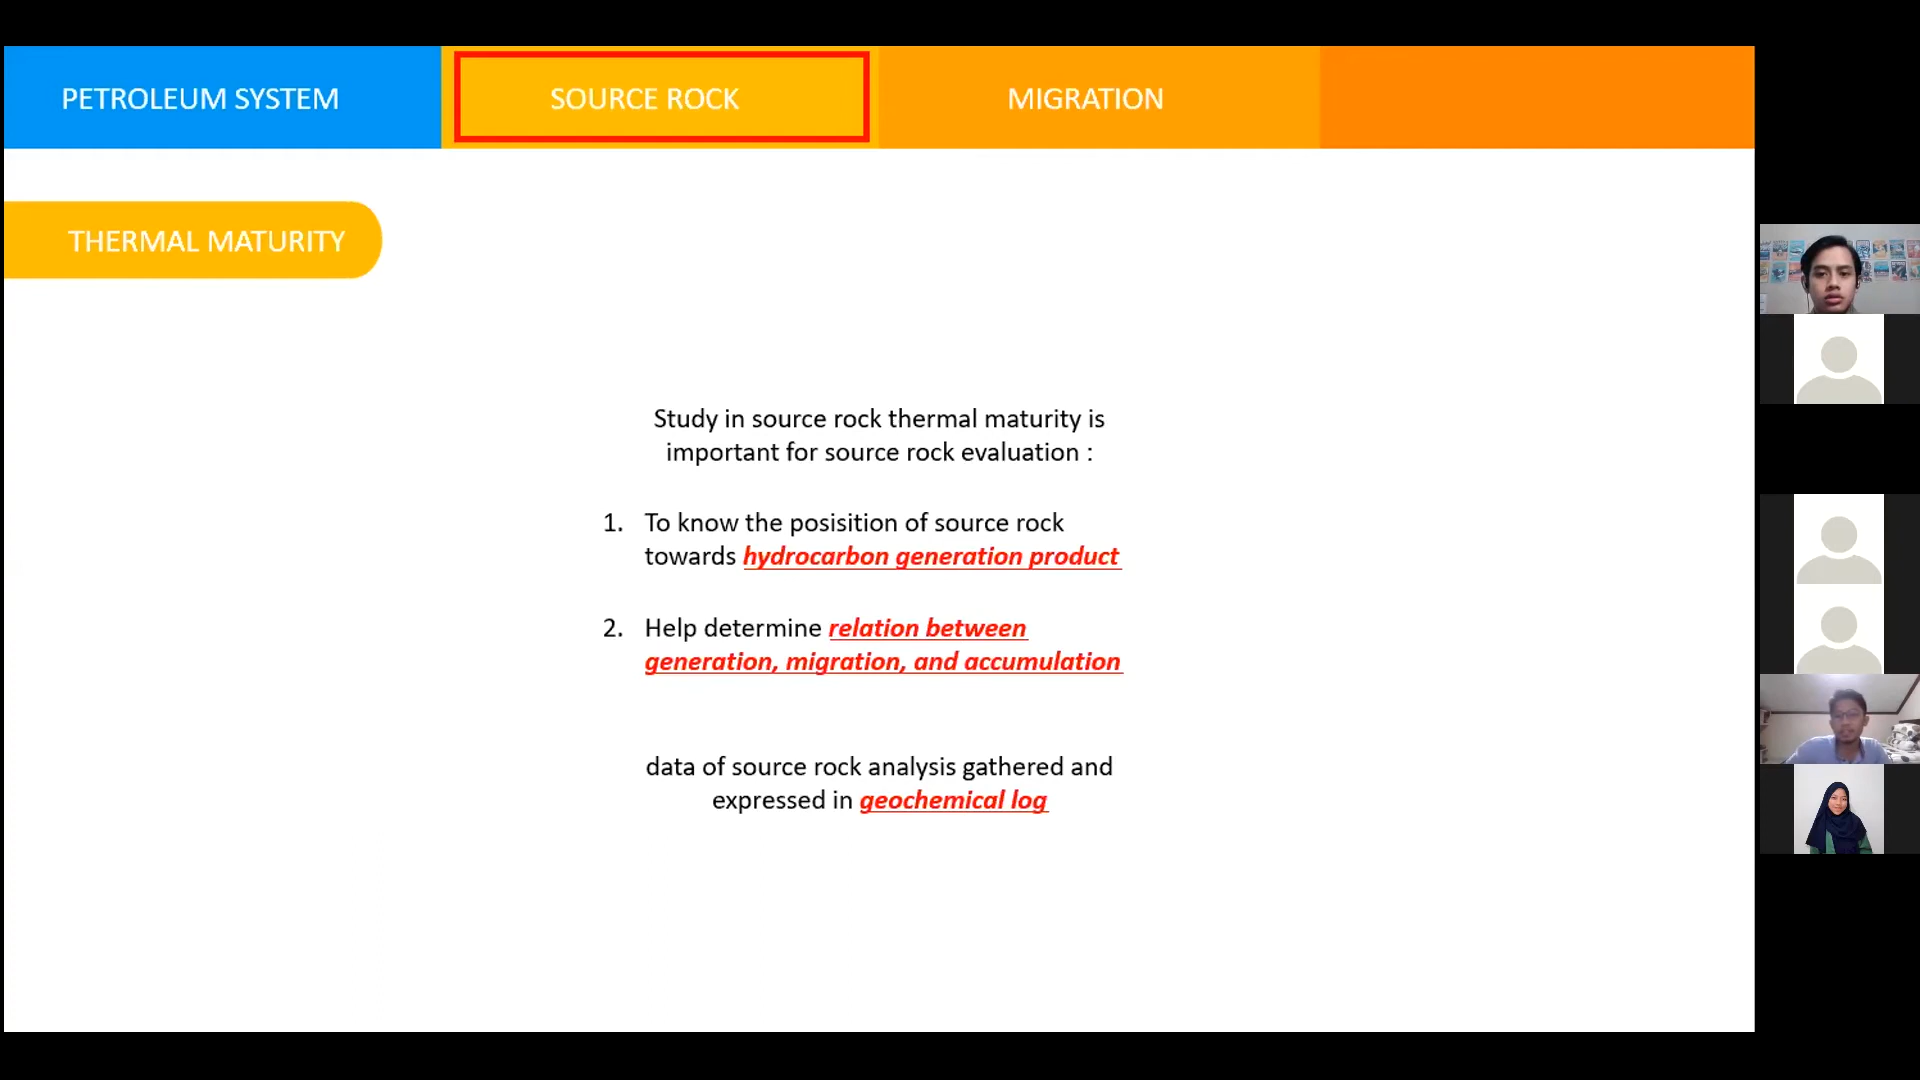 PETROLEUM SYSTEM
SOURCE ROCK
MIGRATION
THERMAL MATURITY
Study in source rock thermal maturity is
important for source rock evaluation :
1. To know the posisition of source rock
towards hydrocarbon generation product
2. Help determine relation between
generation, migration, and accumulation
data of source rock analysis gathered and
expressed in geochemical log